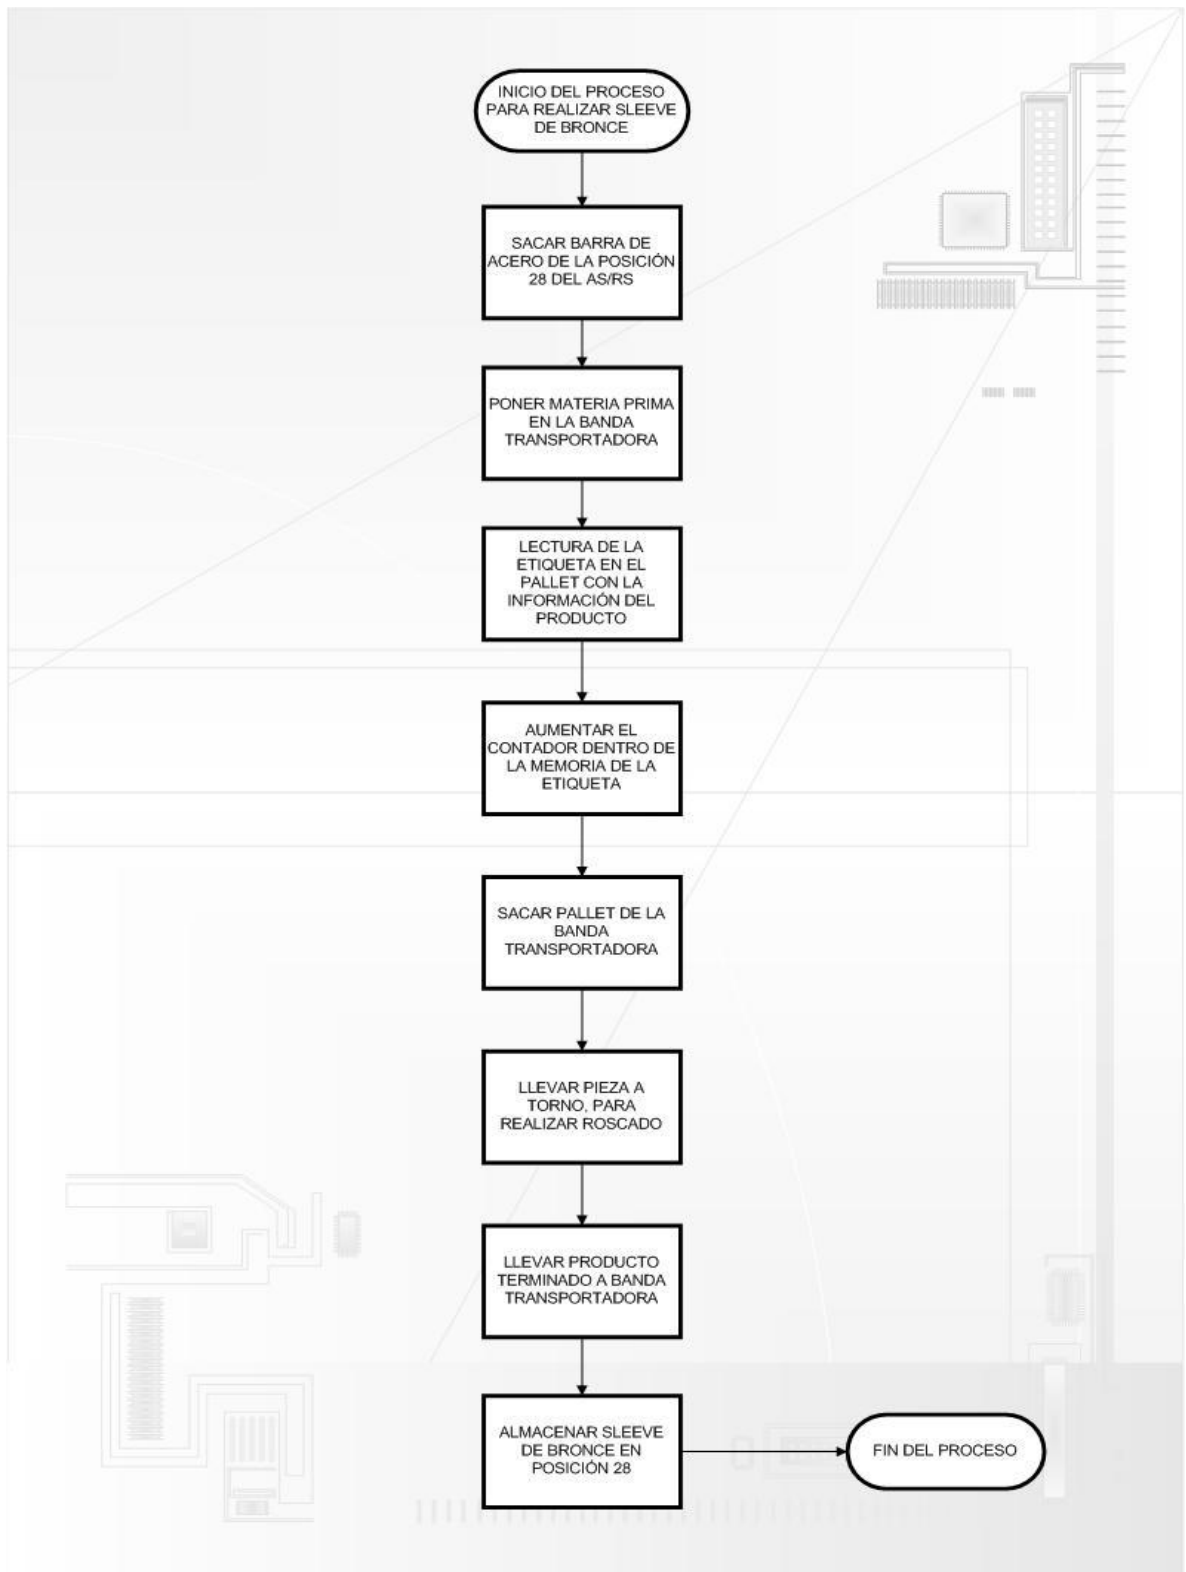 INICIO DEL PROCESO
PARA REALIZAR SLEEVE
DE BRONCE
SACAR BARRA DE
ACERO DE LA POSICIÓN
28 DEL AS/RS
PONER MATERIA PRIMA
EN LA BANDA
TRANSPORTADORA
LECTURA DE LA
ETIQUETA EN EL
PALLET CON LA
INFORMACIÓN DEL
PRODUCTO
AUMENTAR EL
CONTADOR DENTRO DE
LA MEMORIA DE LA
ETIQUETA
SACAR PALLET DE LA
BANDA
TRANSPORTADORA
LLEVAR PIEZA A
TORNO, PARA
REALIZAR ROSCADO
LLEVAR PRODUCTO
TERMINADO A BANDA
TRANSPORTADORA
ALMACENAR SLEEVE
DE BRONCE EN
POSICIÓN 28
FIN DEL PROCESO